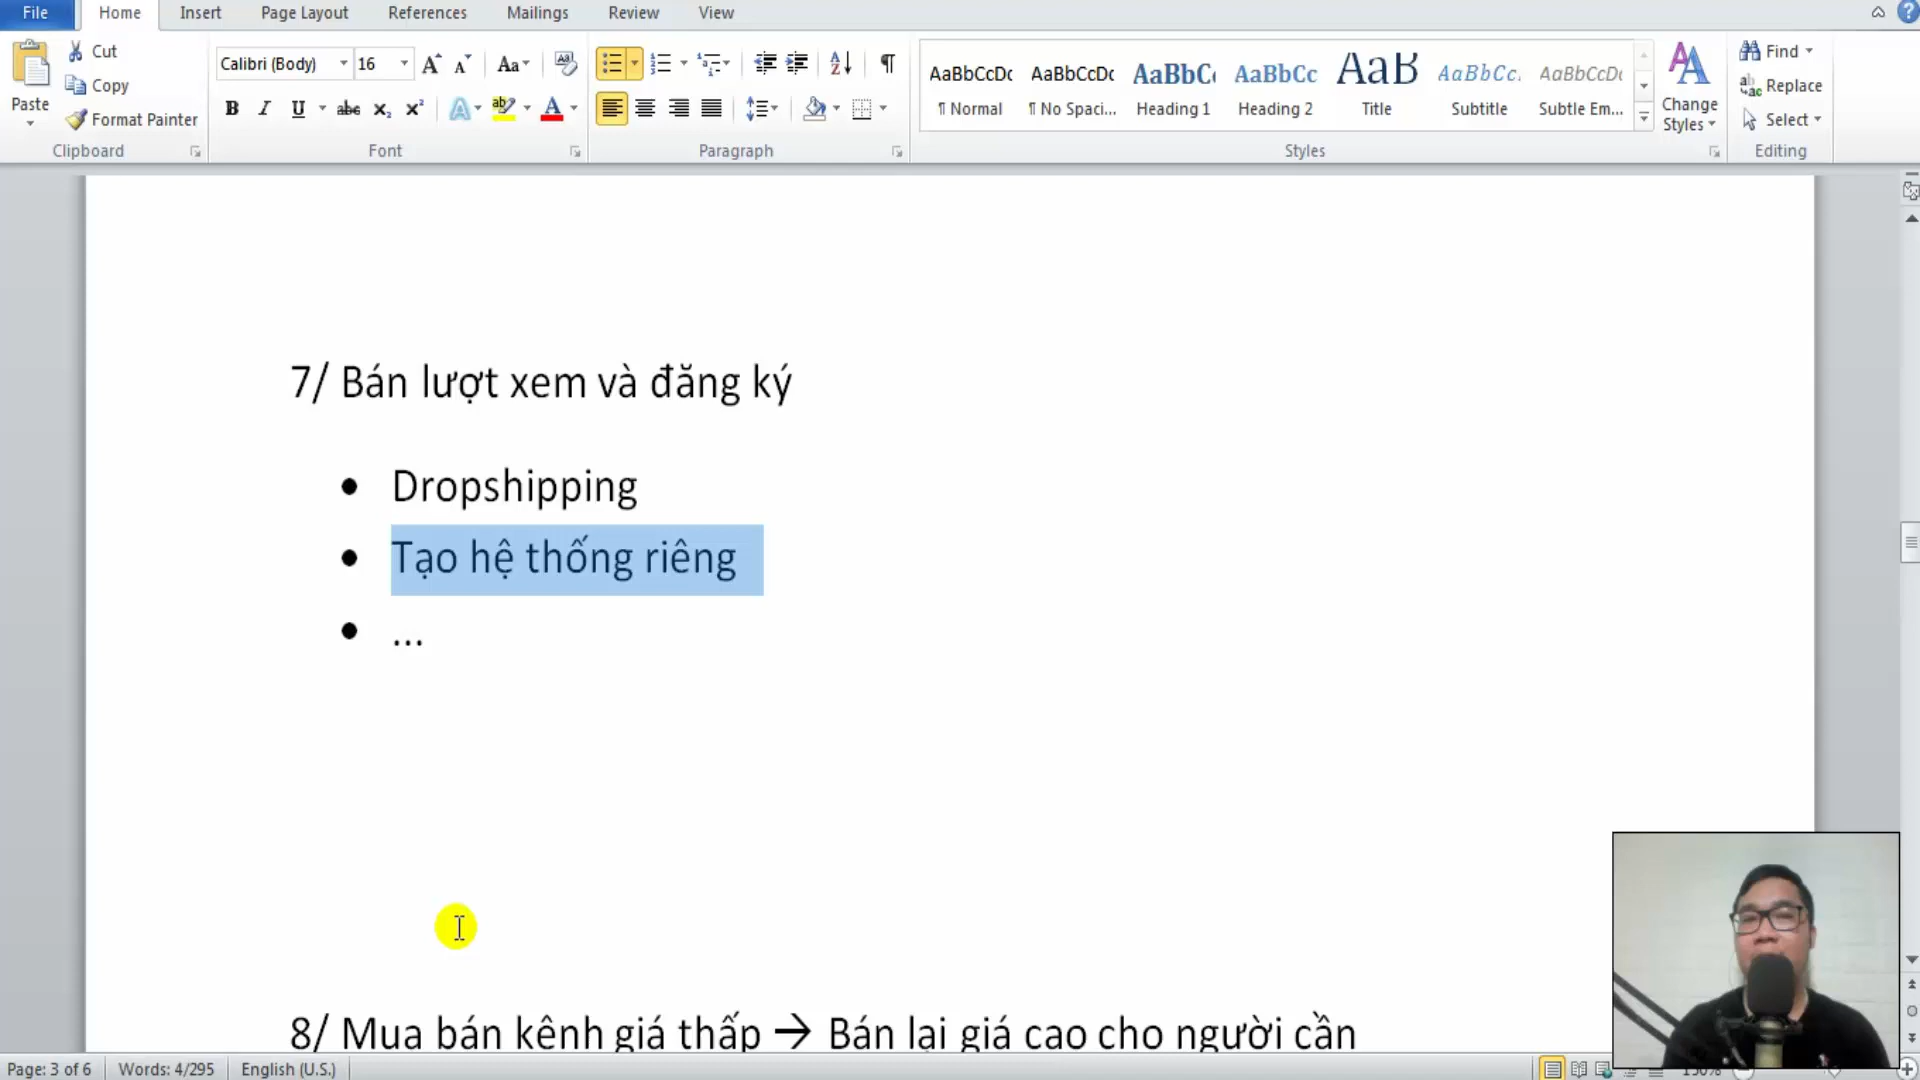 File Home Insert Page Layout References Mailings Review View
Cut
Copy
Format Painter
Paste
Clipboard
Calibri (Body) 16
Font
Paragraph
AaBbCcDc AaBbCcDc AaBbC AaBbCc AaB AaBbCc. AaBbCcDc
¶ Normal ¶ No Spaci... Heading 1 Heading 2 Title Subtitle Subtle Em...
Styles
Change Styles
Find
Replace
Select
Editing
7/ Bán lượt xem và đăng ký
• Dropshipping
• Tạo hệ thống riêng
• ...
8/ Mua bán kênh giá thấp → Bán lại giá cao cho người cần
Page: 3 of 6 Words: 4/295 English (U.S.) 150%